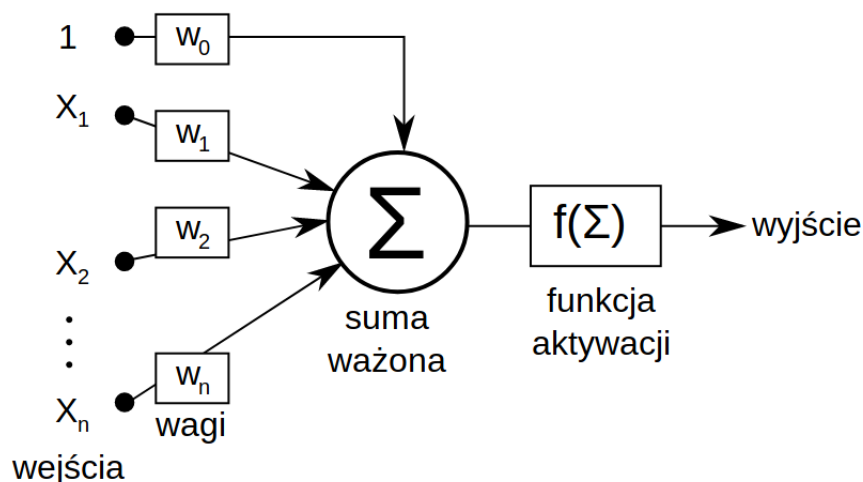 1
w₀
X₁
w₁
X₂
w₂
Xₙ
wₙ
wejścia
wagi
Σ
suma
ważona
f(Σ)
funkcja
aktywacji
wyjście